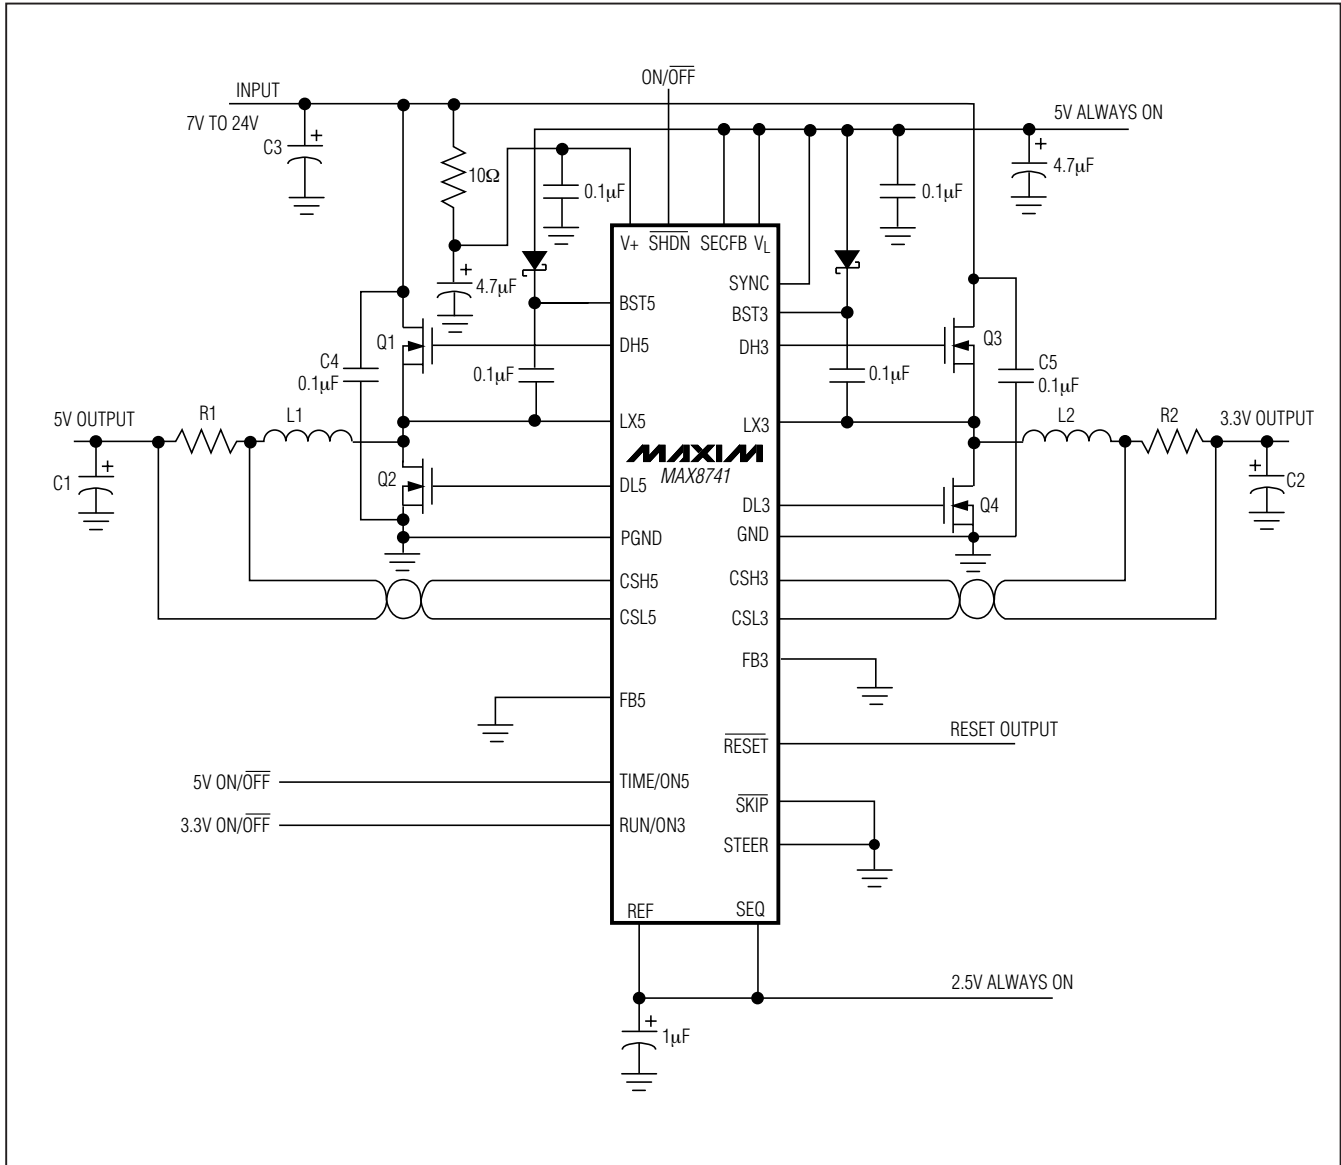 ON/OFF
INPUT
7V TO 24V
5V ALWAYS ON
C3
+
10Ω
0.1µF
0.1µF
+
4.7µF
V+
SHDN
SECFB
VL
+
4.7µF
SYNC
BST5
BST3
Q1
DH5
DH3
Q3
C4
0.1µF
0.1µF
0.1µF
C5
0.1µF
5V OUTPUT
R1
L1
LX5
LX3
L2
R2
3.3V OUTPUT
MAXIM
MAX8741
C1
+
Q2
DL5
DL3
Q4
+
C2
PGND
GND
CSH5
CSH3
CSL5
CSL3
FB3
FB5
RESET
RESET OUTPUT
5V ON/OFF
TIME/ON5
SKIP
3.3V ON/OFF
RUN/ON3
STEER
REF
SEQ
2.5V ALWAYS ON
+
1µF